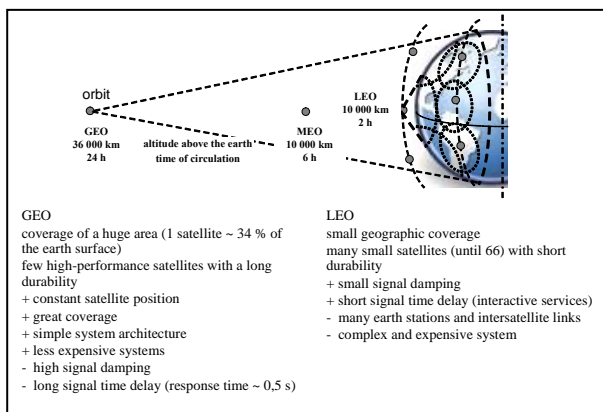 orbit
GEO
36 000 km
24 h
altitude above the earth
time of circulation
MEO
10 000 km
6 h
LEO
10 000 km
2 h
GEO
coverage of a huge area (1 satellite ~ 34 % of
the earth surface)
few high-performance satellites with a long
durability
+ constant satellite position
+ great coverage
+ simple system architecture
+ less expensive systems
- high signal damping
- long signal time delay (response time ~ 0,5 s)
LEO
small geographic coverage
many small satellites (until 66) with short
durability
+ small signal damping
+ short signal time delay (interactive services)
- many earth stations and intersatellite links
- complex and expensive system